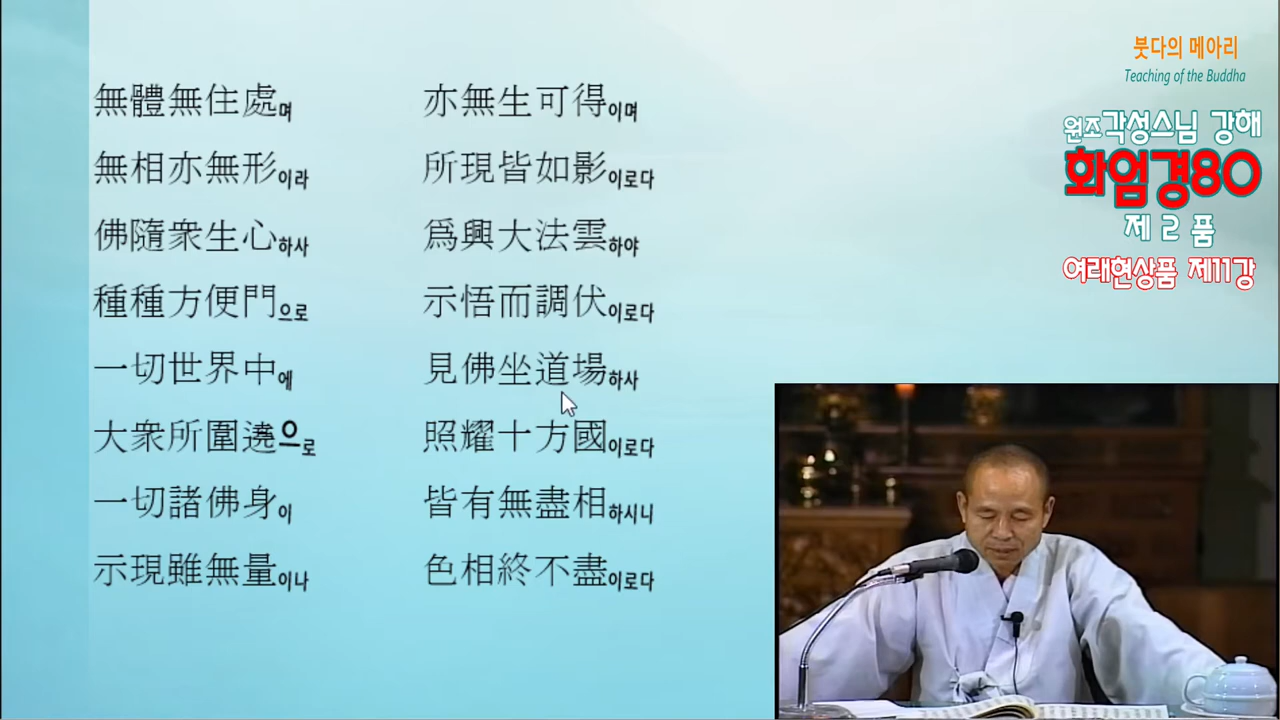 無體無住處며 亦無生可得이며
無相亦無形이라 所現皆如影이로다
佛隨衆生心하사 爲興大法雲하야
種種方便門으로 示悟而調伏이로다
一切世界中에 見佛坐道場하사
大衆所圍遶으로 照耀十方國이로다
一切諸佛身이 皆有無盡相하시니
示現雖無量이나 色相終不盡이로다
붓다의 메아리
Teaching of the Buddha
원조각성스님 강해
화엄경80
제2품
여래현상품 제11강